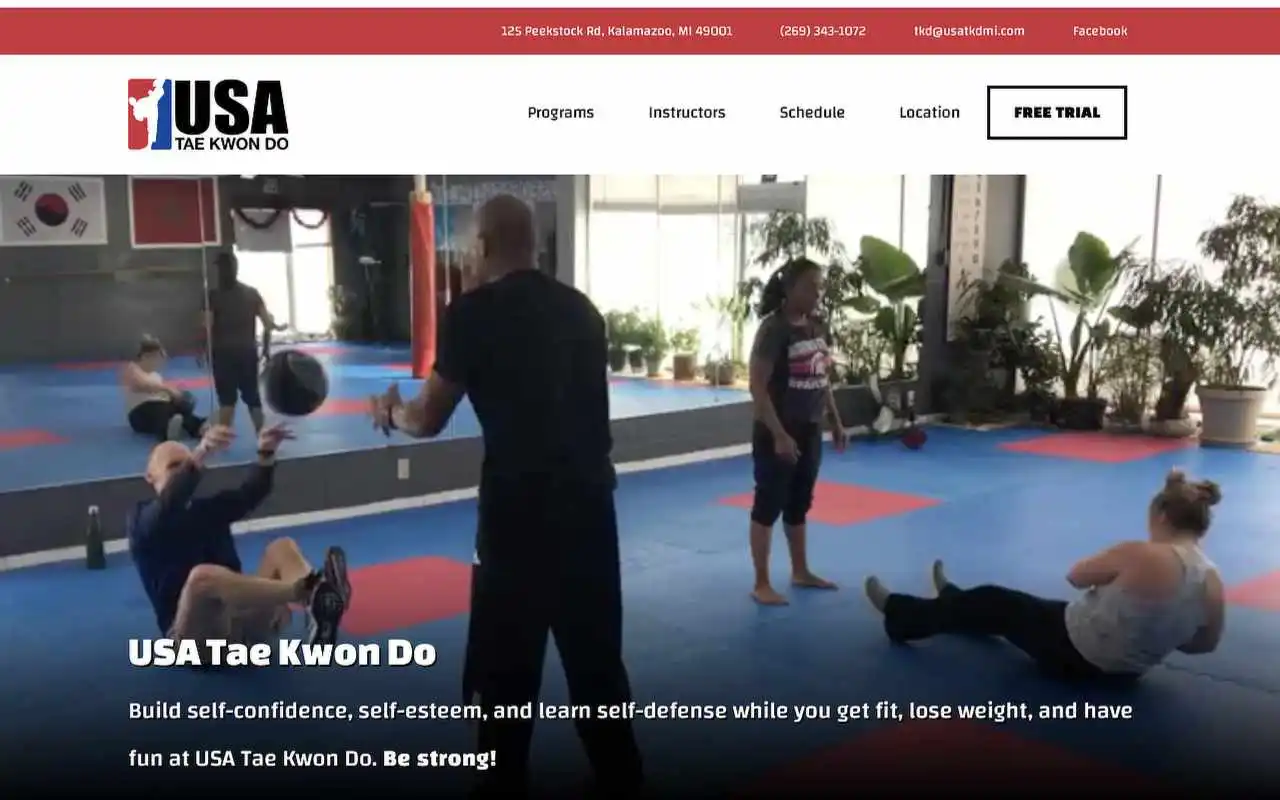 125 Peekstock Rd, Kalamazoo, MI 49001
(269) 343-1072
tkd@usatkdmi.com
Facebook
USA
TAE KWON DO
Programs
Instructors
Schedule
Location
FREE TRIAL
USA Tae Kwon Do
Build self-confidence, self-esteem, and learn self-defense while you get fit, lose weight, and have
fun at USA Tae Kwon Do. Be strong!